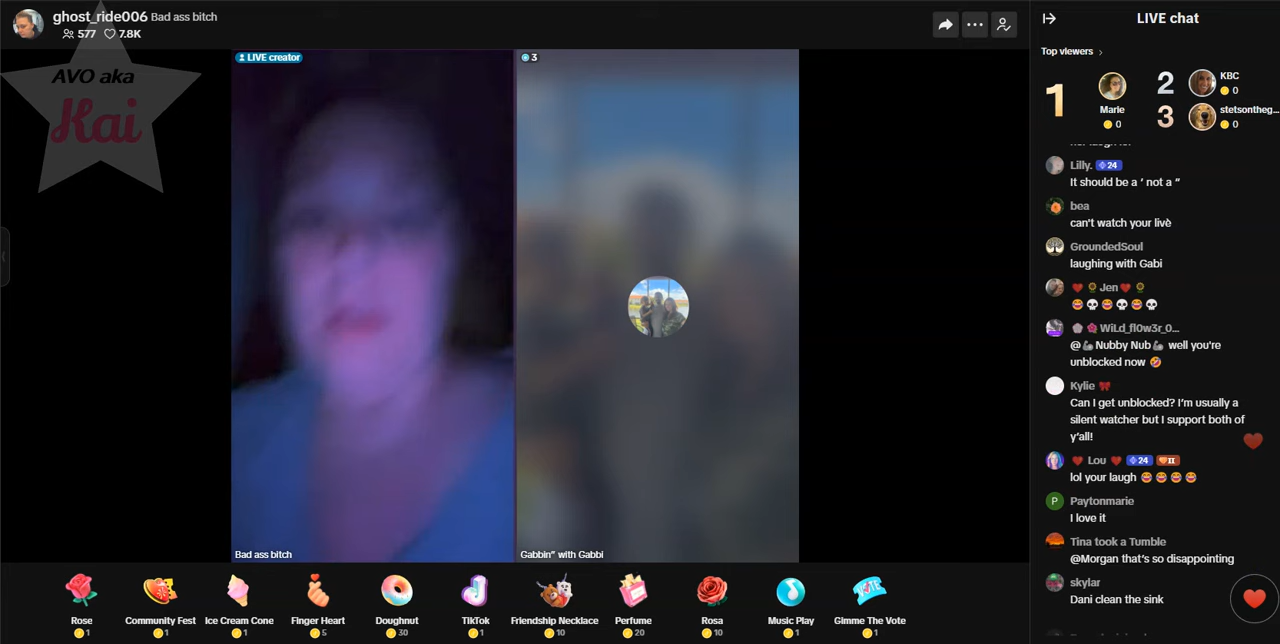 ghost_ride006 Bad ass bitch
577 7.8K
AVO aka
Kai
LIVE creator
3
Bad ass bitch
Gabbin" with Gabbi
Rose
1
Community Fest
1
Ice Cream Cone
1
Finger Heart
5
Doughnut
30
TikTok
1
Friendship Necklace
10
Perfume
20
Rosa
10
Music Play
1
Gimme The Vote
1
LIVE chat
Top viewers
1
Marie
0
2
KBC
0
3
stetsontheg...
0
Lilly. 24
It should be a ‘ not a “
bea
can't watch your livè
GroundedSoul
laughing with Gabi
Jen
WiLd_fl0w3r_0...
@ Nubby Nub well you're
unblocked now
Kylie
Can I get unblocked? I'm usually a
silent watcher but I support both of
y'all!
Lou 24 II
lol your laugh
P Paytonmarie
I love it
Tina took a Tumble
@Morgan that's so disappointing
skylar
Dani clean the sink